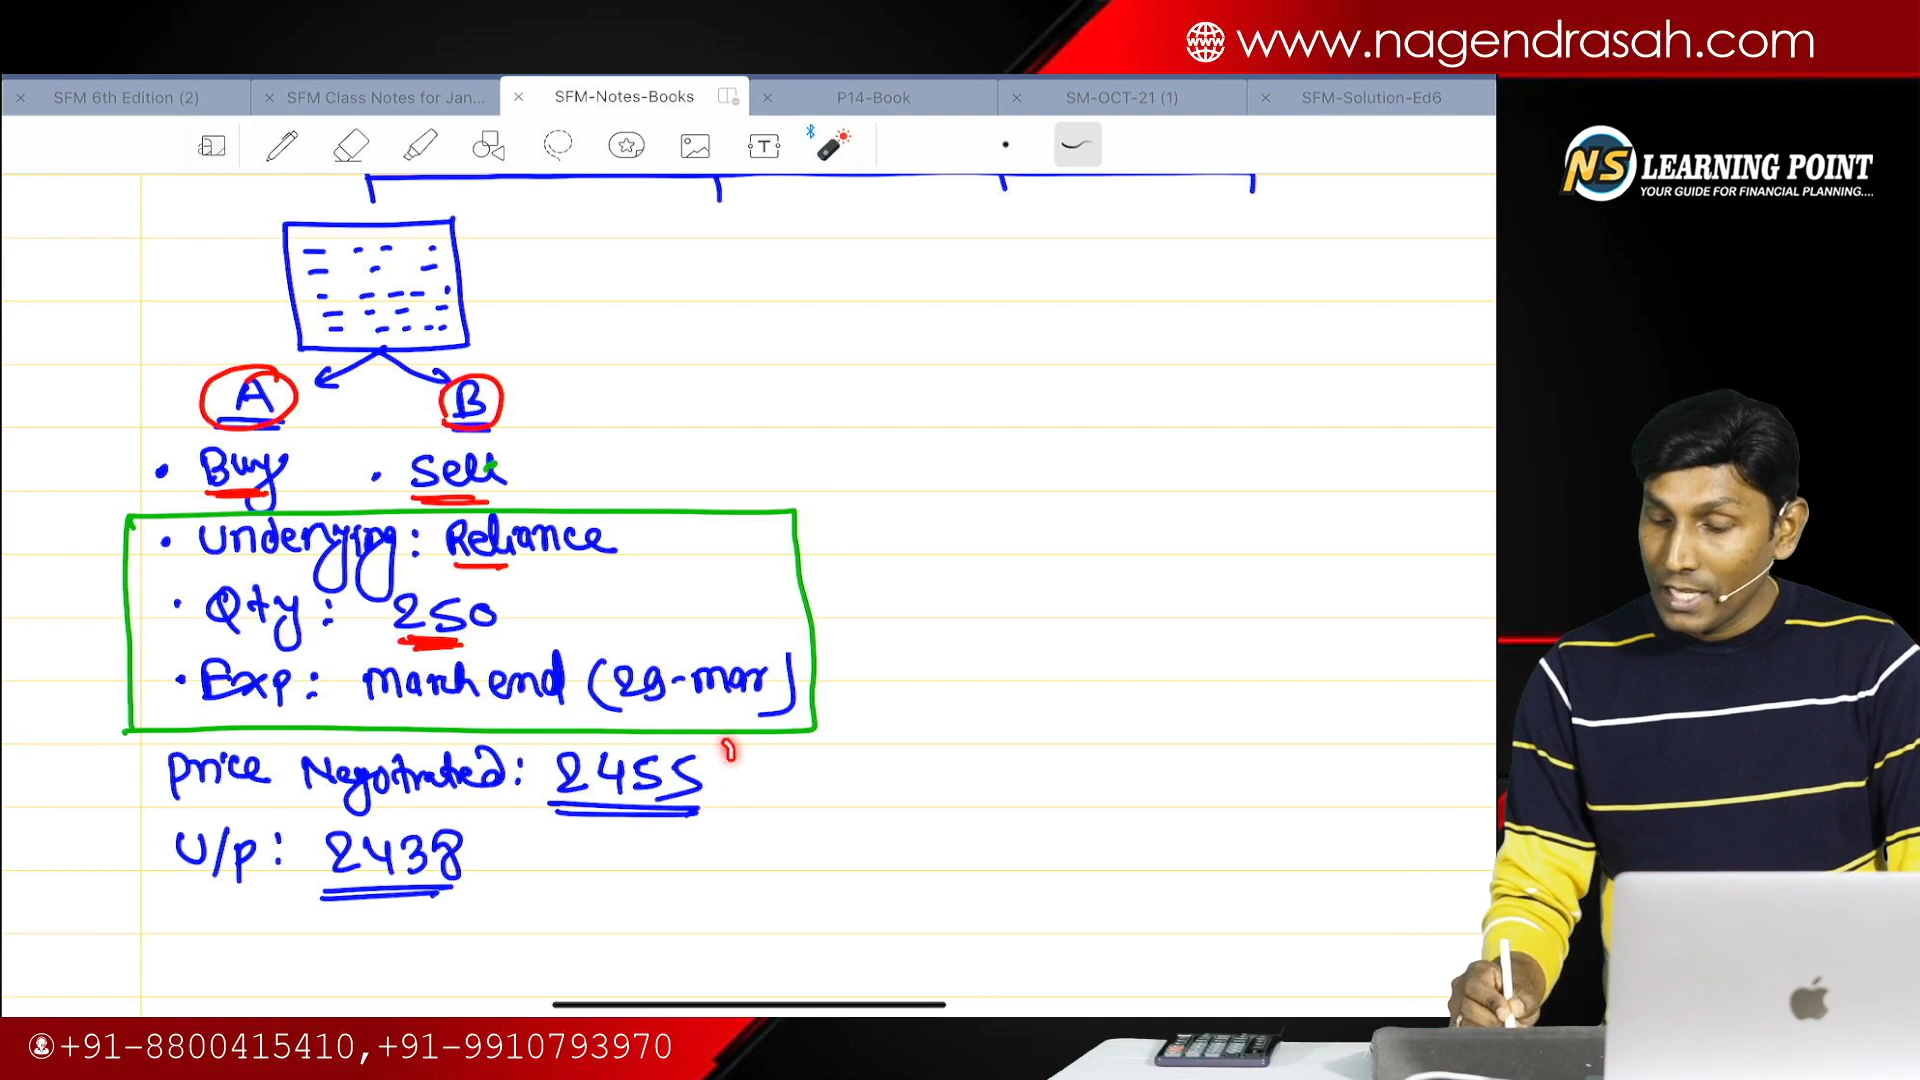 www.nagendrasah.com
SFM 6th Edition (2)
SFM Class Notes for Jan...
SFM-Notes-Books
P14-Book
SM-OCT-21 (1)
SFM-Solution-Ed6
NS LEARNING POINT
YOUR GUIDE FOR FINANCIAL PLANNING....
A B
• Buy • Sell
• Underlying: Reliance
• Qty: 250
• Exp: March end (29-mar)
Price Negotiated: 2455
U/p: 2438
+91-8800415410,+91-9910793970